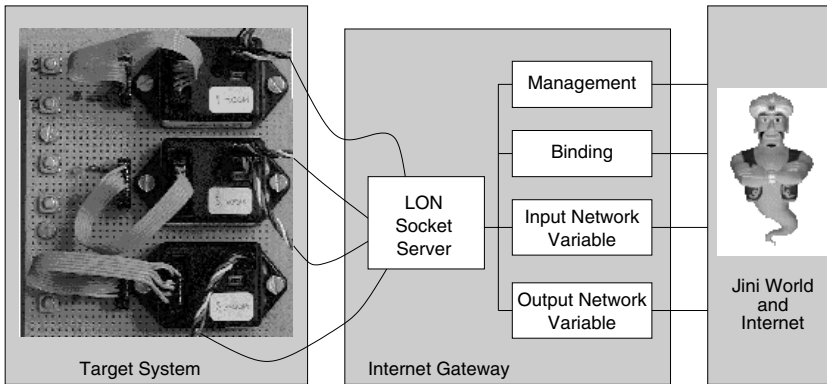 Management
Binding
LON
Socket
Server
Input Network
Variable
Output Network
Variable
Jini World
and
Internet
Target System
Internet Gateway